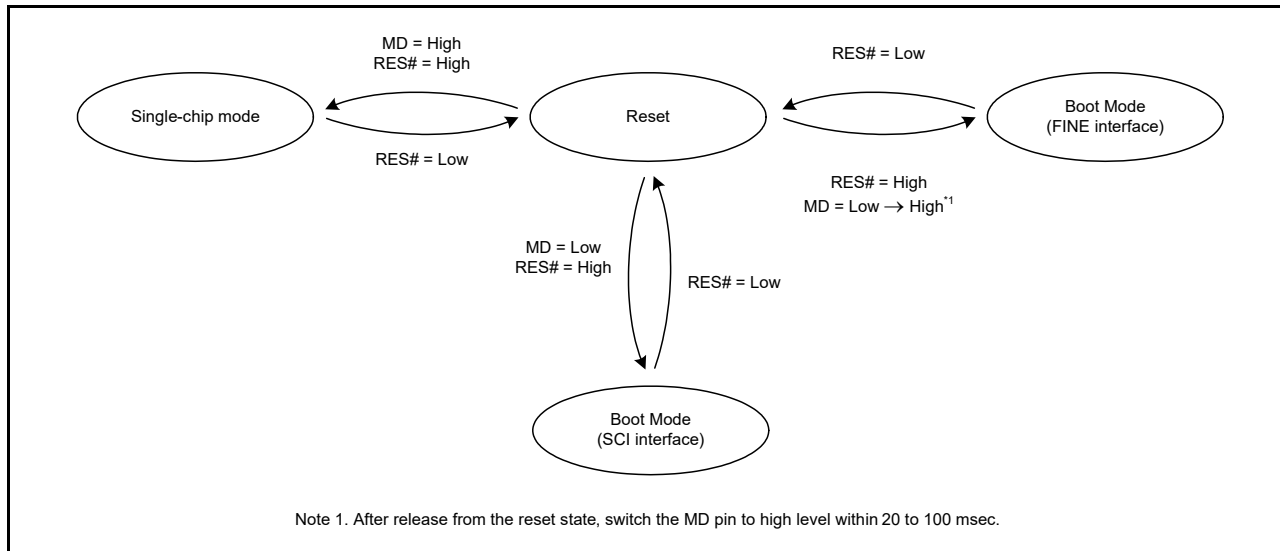 MD = High
RES# = High
RES# = Low
Single-chip mode
Reset
Boot Mode
(FINE interface)
RES# = Low
RES# = High
MD = Low → High*1
MD = Low
RES# = High
RES# = Low
Boot Mode
(SCI interface)
Note 1. After release from the reset state, switch the MD pin to high level within 20 to 100 msec.